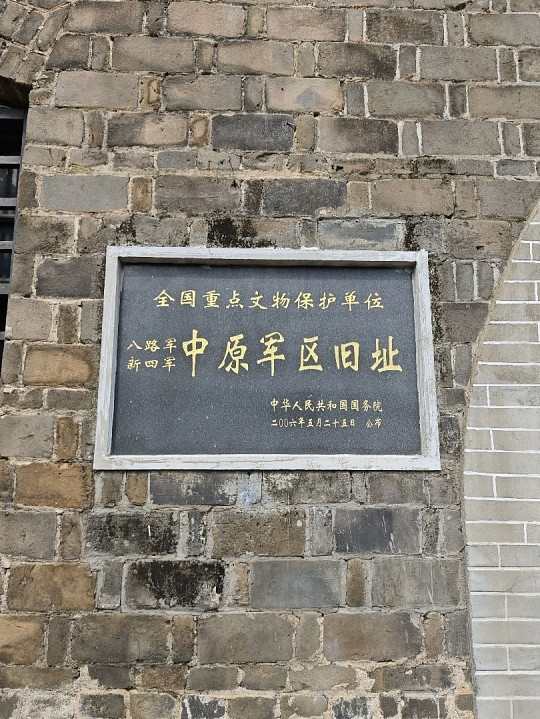 全国重点文物保护单位
八路军
新四军
中原军区旧址
中华人民共和国国务院
二〇〇六年五月二十五日 公布